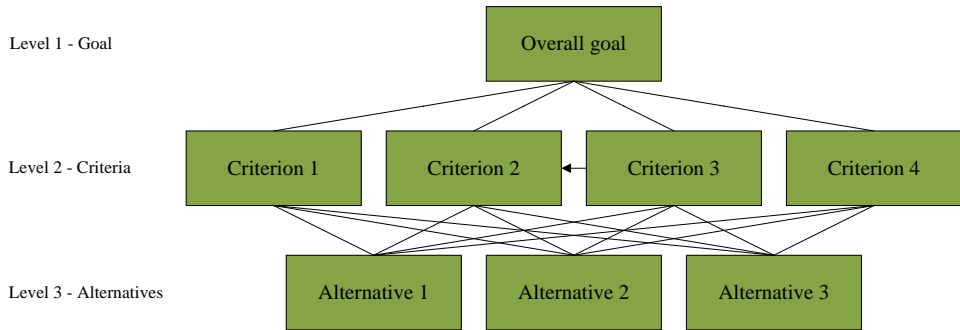 Level 1 - Goal
Overall goal
Level 2 - Criteria
Criterion 1
Criterion 2
Criterion 3
Criterion 4
Level 3 - Alternatives
Alternative 1
Alternative 2
Alternative 3